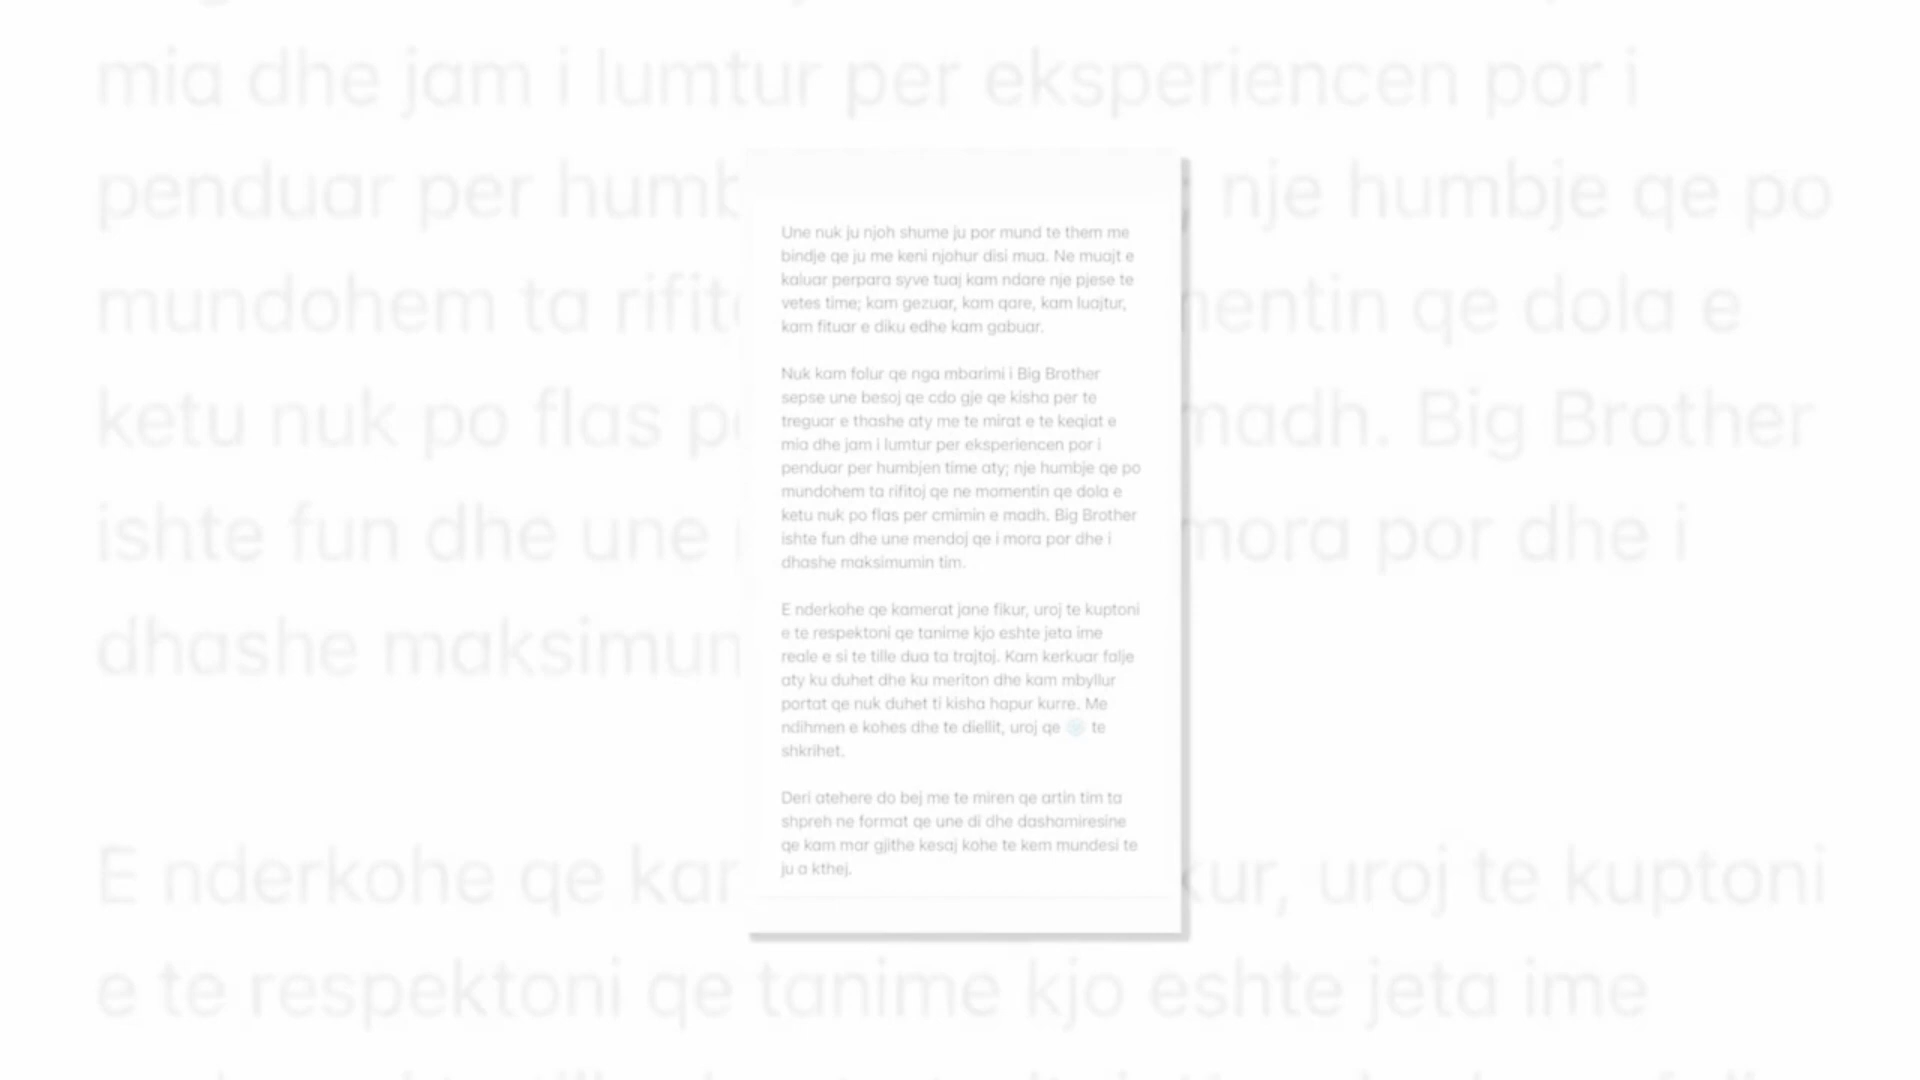 mia dhe jam i lumtur per eksperiencen por i
penduar per humb nje humbje qe po
mundohem ta rifit mentin qe dola e
ketu nuk po flas madh. Big Brother
ishte fun dhe une mora por dhe i
dhashe maksimum
E nderkohe qe kur, uroj te kuptoni
e te respektoni qe tanime kjo eshte jeta ime
Une nuk ju njoh shume ju por mund te them me
bindje qe ju me keni njohur disi mua. Ne muajt e
kaluar perpara syve tuaj kam ndare nje pjese te
vetes time; kam gezuar, kam qare, kam luajtur,
kam fituar e diku edhe kam gabuar.
Nuk kam folur qe nga mbarimi i Big Brother
sepse une besoj qe cdo gje qe kisha per te
treguar e thashe aty me te mirat e te keqiat e
mia dhe jam i lumtur per eksperiencen por i
penduar per humbjen time aty; nje humbje qe po
mundohem ta rifitoj qe ne momentin qe dola e
ketu nuk po flas per cmimin e madh. Big Brother
ishte fun dhe une mendoj qe i mora por dhe i
dhashe maksimumin tim.
E nderkohe qe kamerat jane fikur, uroj te kuptoni
e te respektoni qe tanime kjo eshte jeta ime
reale e si te tille dua ta trajtoj. Kam kerkuar falje
aty ku duhet dhe ku meriton dhe kam mbyllur
portat qe nuk duhet ti kisha hapur kurre. Me
ndihmen e kohes dhe te diellit, uroj qe te
shkrihet.
Deri atehere do bej me te miren qe artin tim ta
shpreh ne format qe une di dhe dashamiresine
qe kam mar gjithe kesaj kohe te kem mundesi te
ju a kthej.